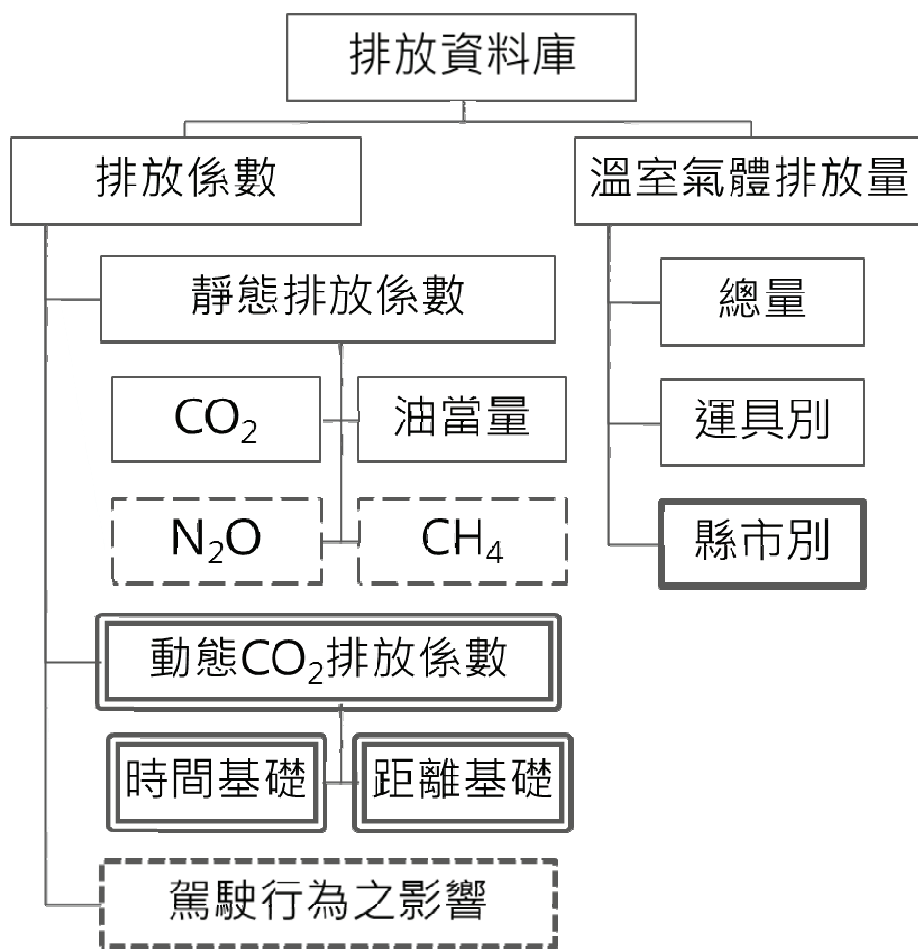 排放資料庫
排放係數
溫室氣體排放量
靜態排放係數
CO₂
油當量
N₂O
CH₄
動態CO₂排放係數
時間基礎
距離基礎
駕駛行為之影響
總量
運具別
縣市別